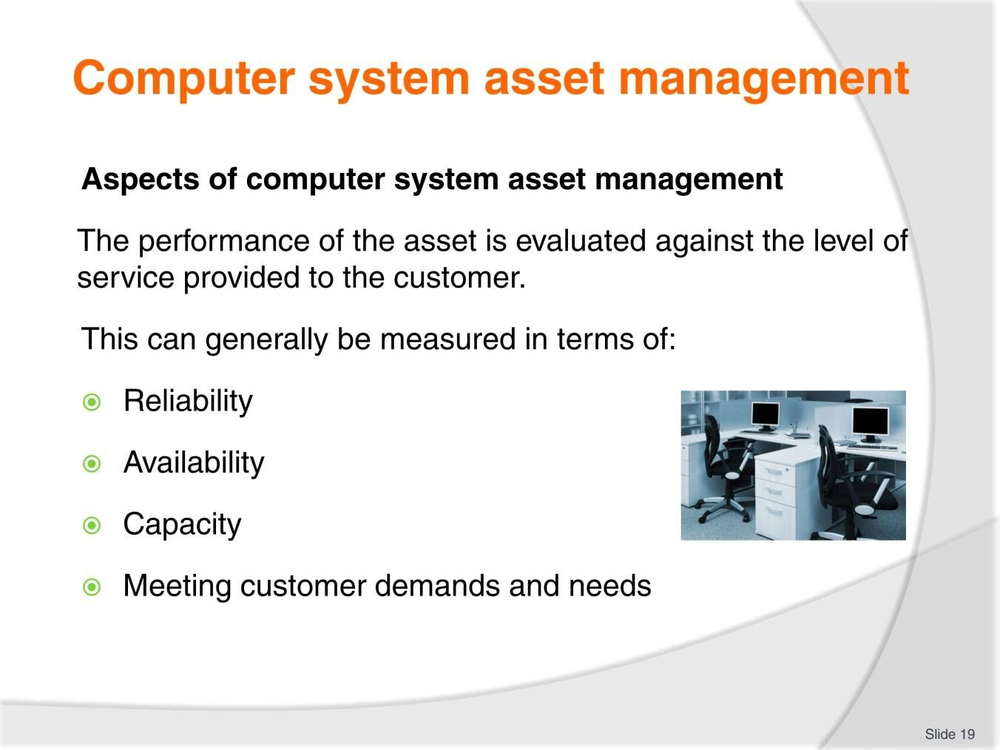 Computer system asset management
Aspects of computer system asset management
The performance of the asset is evaluated against the level of
service provided to the customer.
This can generally be measured in terms of:
Reliability
Availability
Capacity
Meeting customer demands and needs
Slide 19